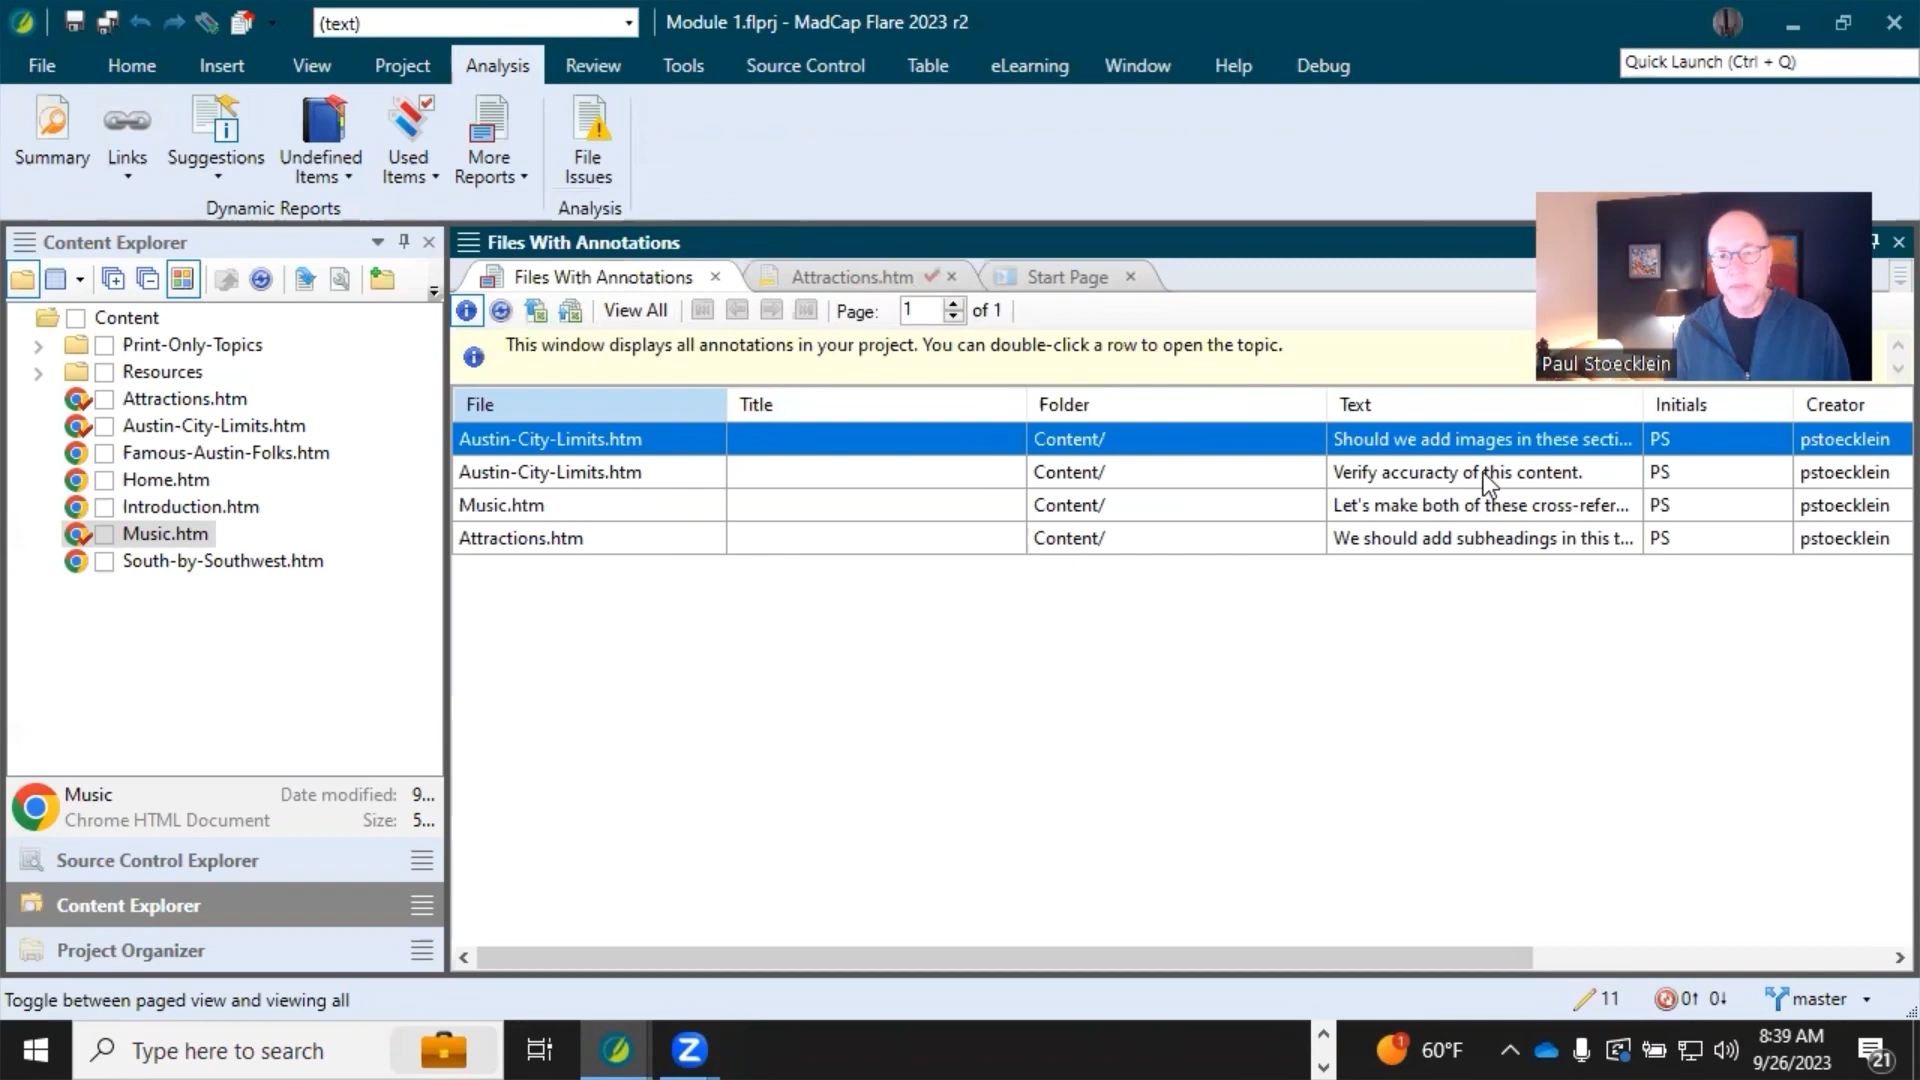 (text)
Module 1.flprj - MadCap Flare 2023 r2
File Home Insert View Project Analysis Review Tools Source Control Table eLearning Window Help Debug
Quick Launch (Ctrl + Q)
Summary Links Suggestions Undefined Items Used Items More Reports File Issues
Dynamic Reports Analysis
Content Explorer
Files With Annotations
Files With Annotations Attractions.htm Start Page
View All Page: 1 of 1
This window displays all annotations in your project. You can double-click a row to open the topic.
Paul Stoecklein
Content
Print-Only-Topics
Resources
Attractions.htm
Austin-City-Limits.htm
Famous-Austin-Folks.htm
Home.htm
Introduction.htm
Music.htm
South-by-Southwest.htm
File Title Folder Text Initials Creator
Austin-City-Limits.htm Content/ Should we add images in these secti... PS pstoecklein
Austin-City-Limits.htm Content/ Verify accuracty of this content. PS pstoecklein
Music.htm Content/ Let's make both of these cross-refer... PS pstoecklein
Attractions.htm Content/ We should add subheadings in this t... PS pstoecklein
Music Date modified: 9...
Chrome HTML Document Size: 5...
Source Control Explorer
Content Explorer
Project Organizer
Toggle between paged view and viewing all
11 0↑ 0↓ master
Type here to search
Z
1
60°F
8:39 AM
9/26/2023
21